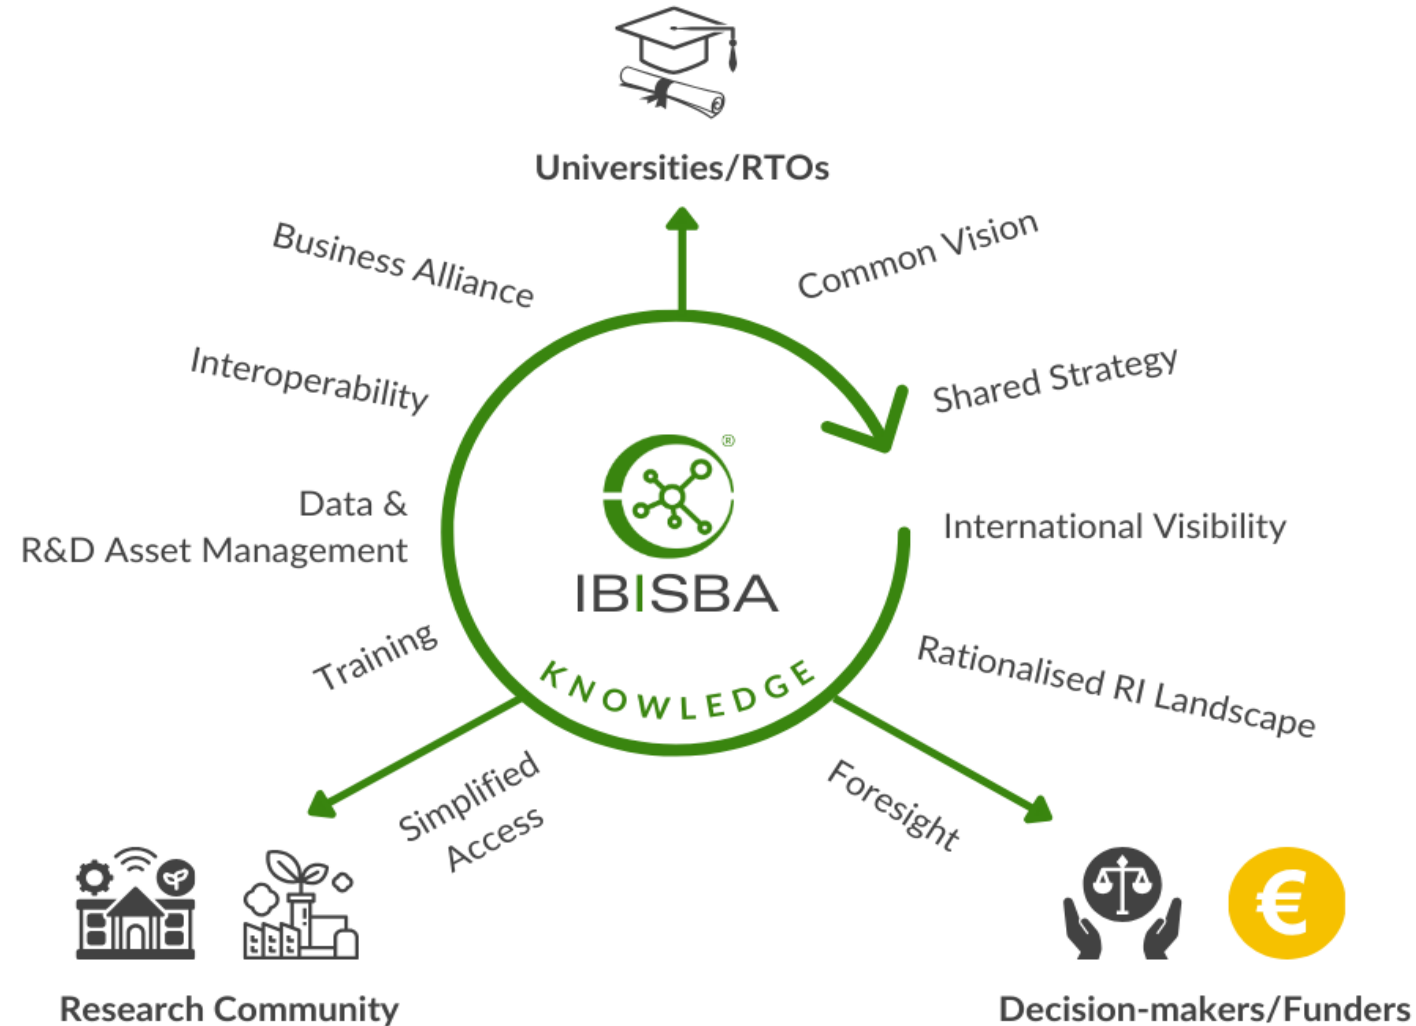 Universities/RTOs
Business Alliance
Common Vision
Interoperability
Shared Strategy
Data &
R&D Asset Management
International Visibility
®
IBISBA
KNOWLEDGE
Training
Rationalised RI Landscape
Simplified
Access
Foresight
€
Research Community
Decision-makers/Funders